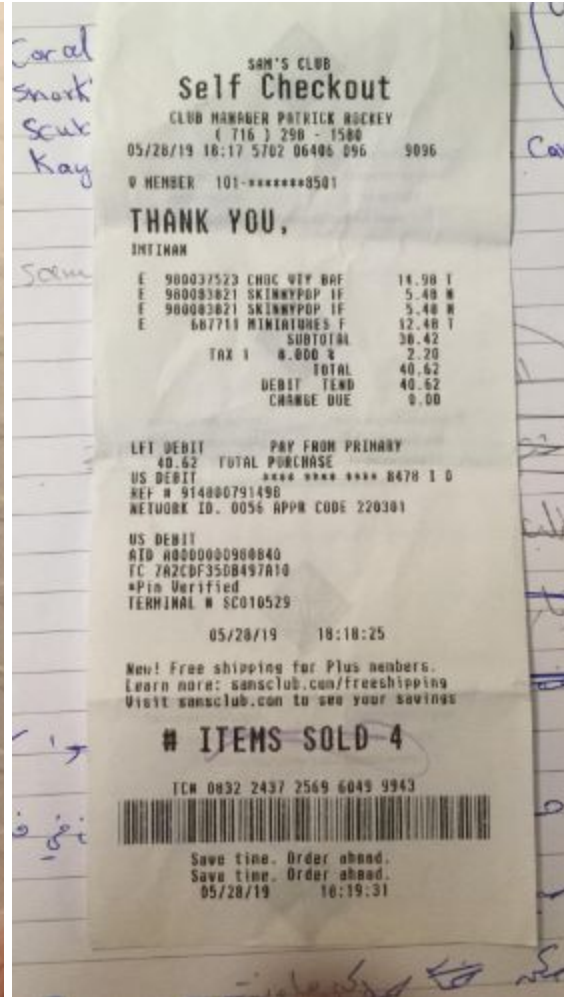 Coral
Scub
Kay
SAM'S CLUB
Self Checkout
CLUB MANAGER PATRICK ROCKEY
( 716 ) 298 - 1580
05/28/19 18:17 5702 06406 096 9096
MEMBER 101-*******8501
THANK YOU,
IMTINAN
E 980037523 CHOC VTY BAF 14.98 T
E 980083821 SKINNYPOP 1F 5.48 N
E 980083821 SKINNYPOP 1F 5.48 N
E 687711 MINIATURES F 12.48 T
SUBTOTAL 38.42
TAX 1 8.000 % 2.20
TOTAL 40.62
DEBIT TEND 40.62
CHANGE DUE 0.00
LFT DEBIT PAY FROM PRIMARY
40.62 TOTAL PURCHASE
US DEBIT **** **** **** 8478 I 0
REF # 914800791498
NETWORK ID. 0056 APPR CODE 220301
US DEBIT
AID A0000000980840
TC 7A2CDF35DB497A10
*Pin Verified
TERMINAL # SC010529
05/28/19 18:18:25
New! Free shipping for Plus members.
Learn more: samsclub.com/freeshipping
Visit samsclub.com to see your savings
# ITEMS SOLD 4
TC# 0832 2437 2569 6049 9943
Save time. Order ahead.
Save time. Order ahead.
05/28/19 18:19:31